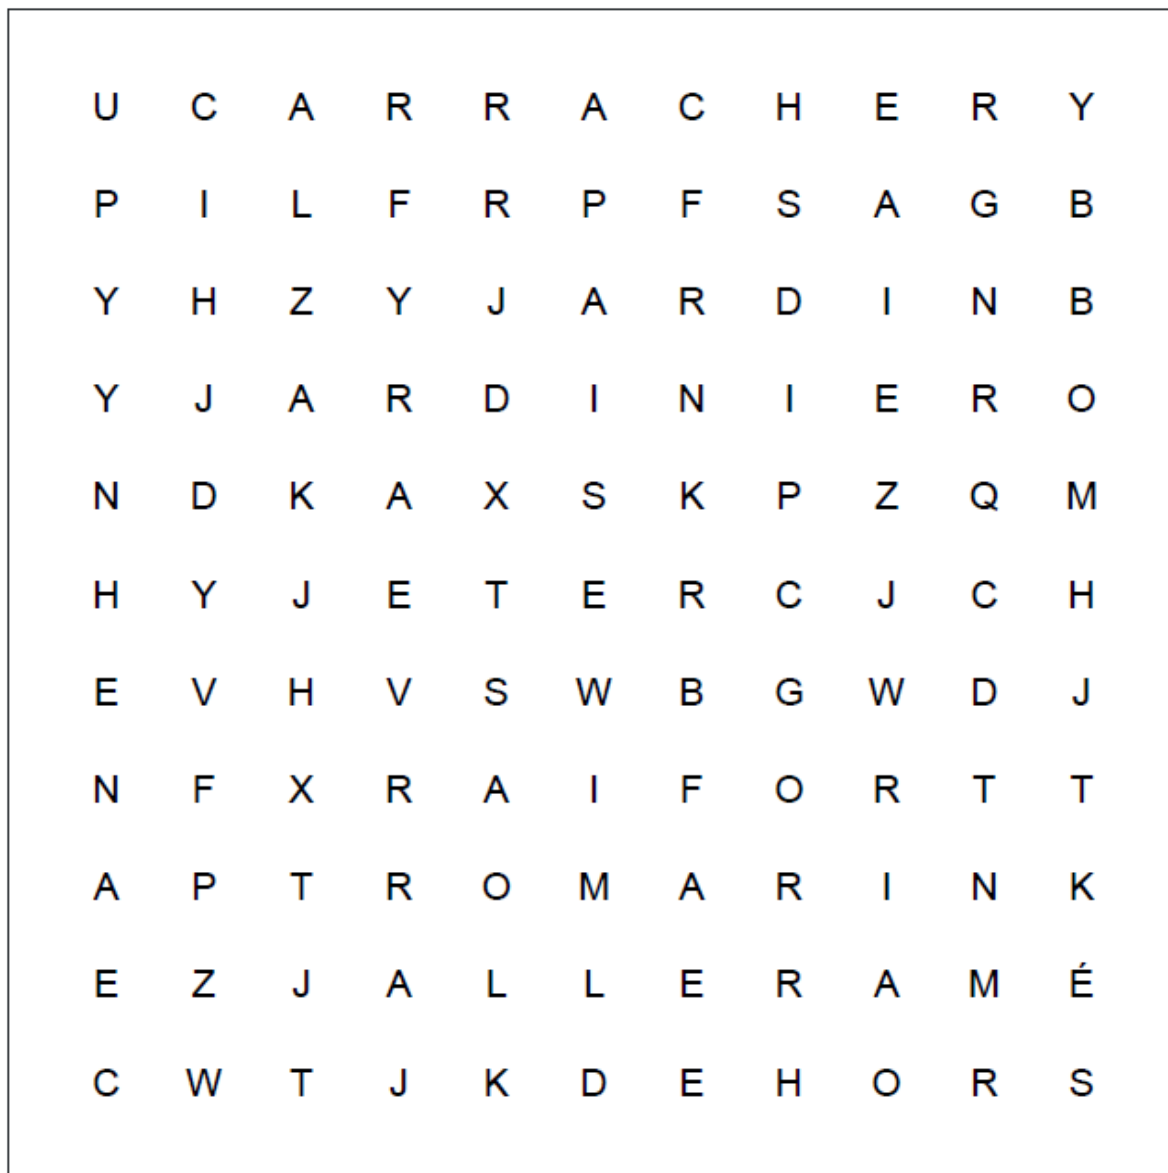 U C A R R A C H E R Y
P I L F R P F S A G B
Y H Z Y J A R D I N B
Y J A R D I N I E R O
N D K A X S K P Z Q M
H Y J E T E R C J C H
E V H V S W B G W D J
N F X R A I F O R T T
A P T R O M A R I N K
E Z J A L L E R A M É
C W T J K D E H O R S